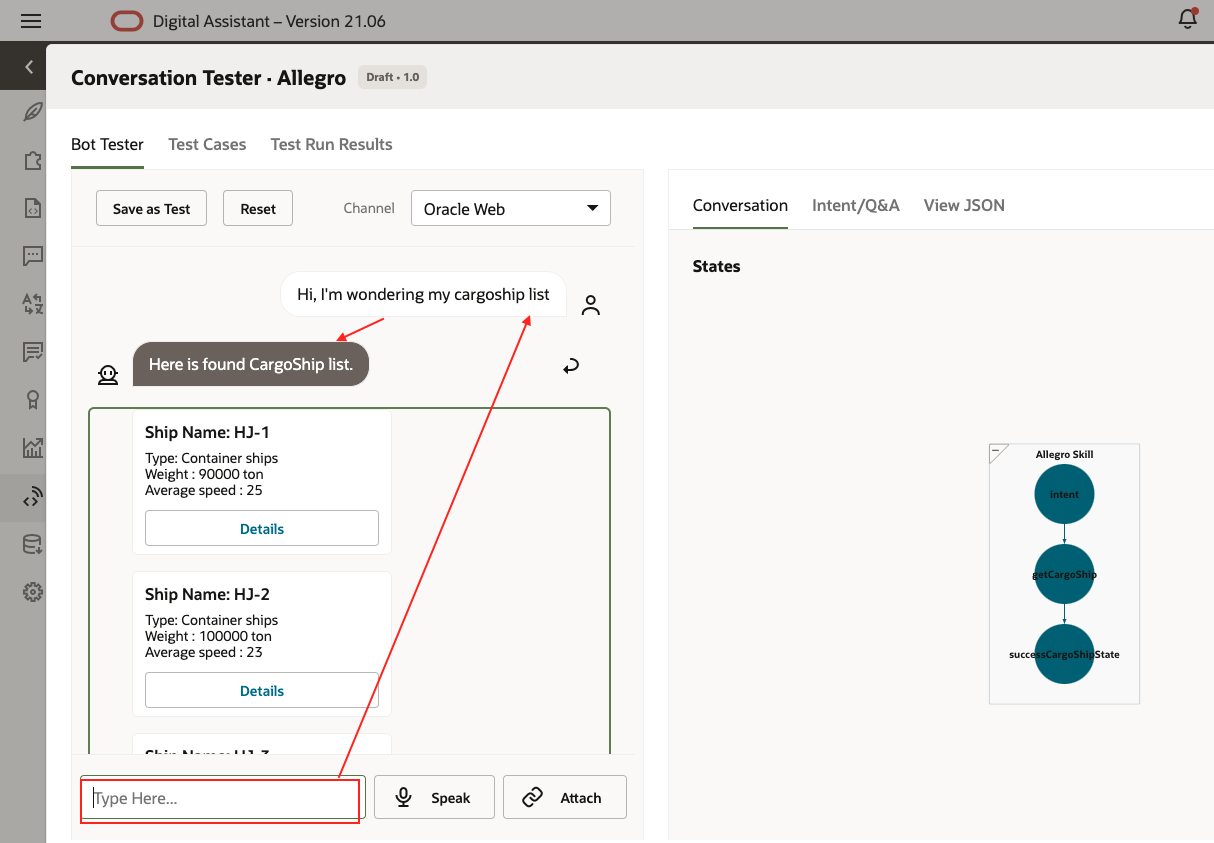 Digital Assistant – Version 21.06
Conversation Tester · Allegro
Draft • 1.0
Bot Tester
Test Cases
Test Run Results
Save as Test
Reset
Channel
Oracle Web
Hi, I'm wondering my cargoship list
Here is found CargoShip list.
Ship Name: HJ-1
Type: Container ships
Weight : 90000 ton
Average speed : 25
Details
Ship Name: HJ-2
Type: Container ships
Weight : 100000 ton
Average speed : 23
Details
Ship Name: HJ-3
Type Here...
Speak
Attach
Conversation
Intent/Q&A
View JSON
States
Allegro Skill
intent
getCargoShip
successCargoShipState